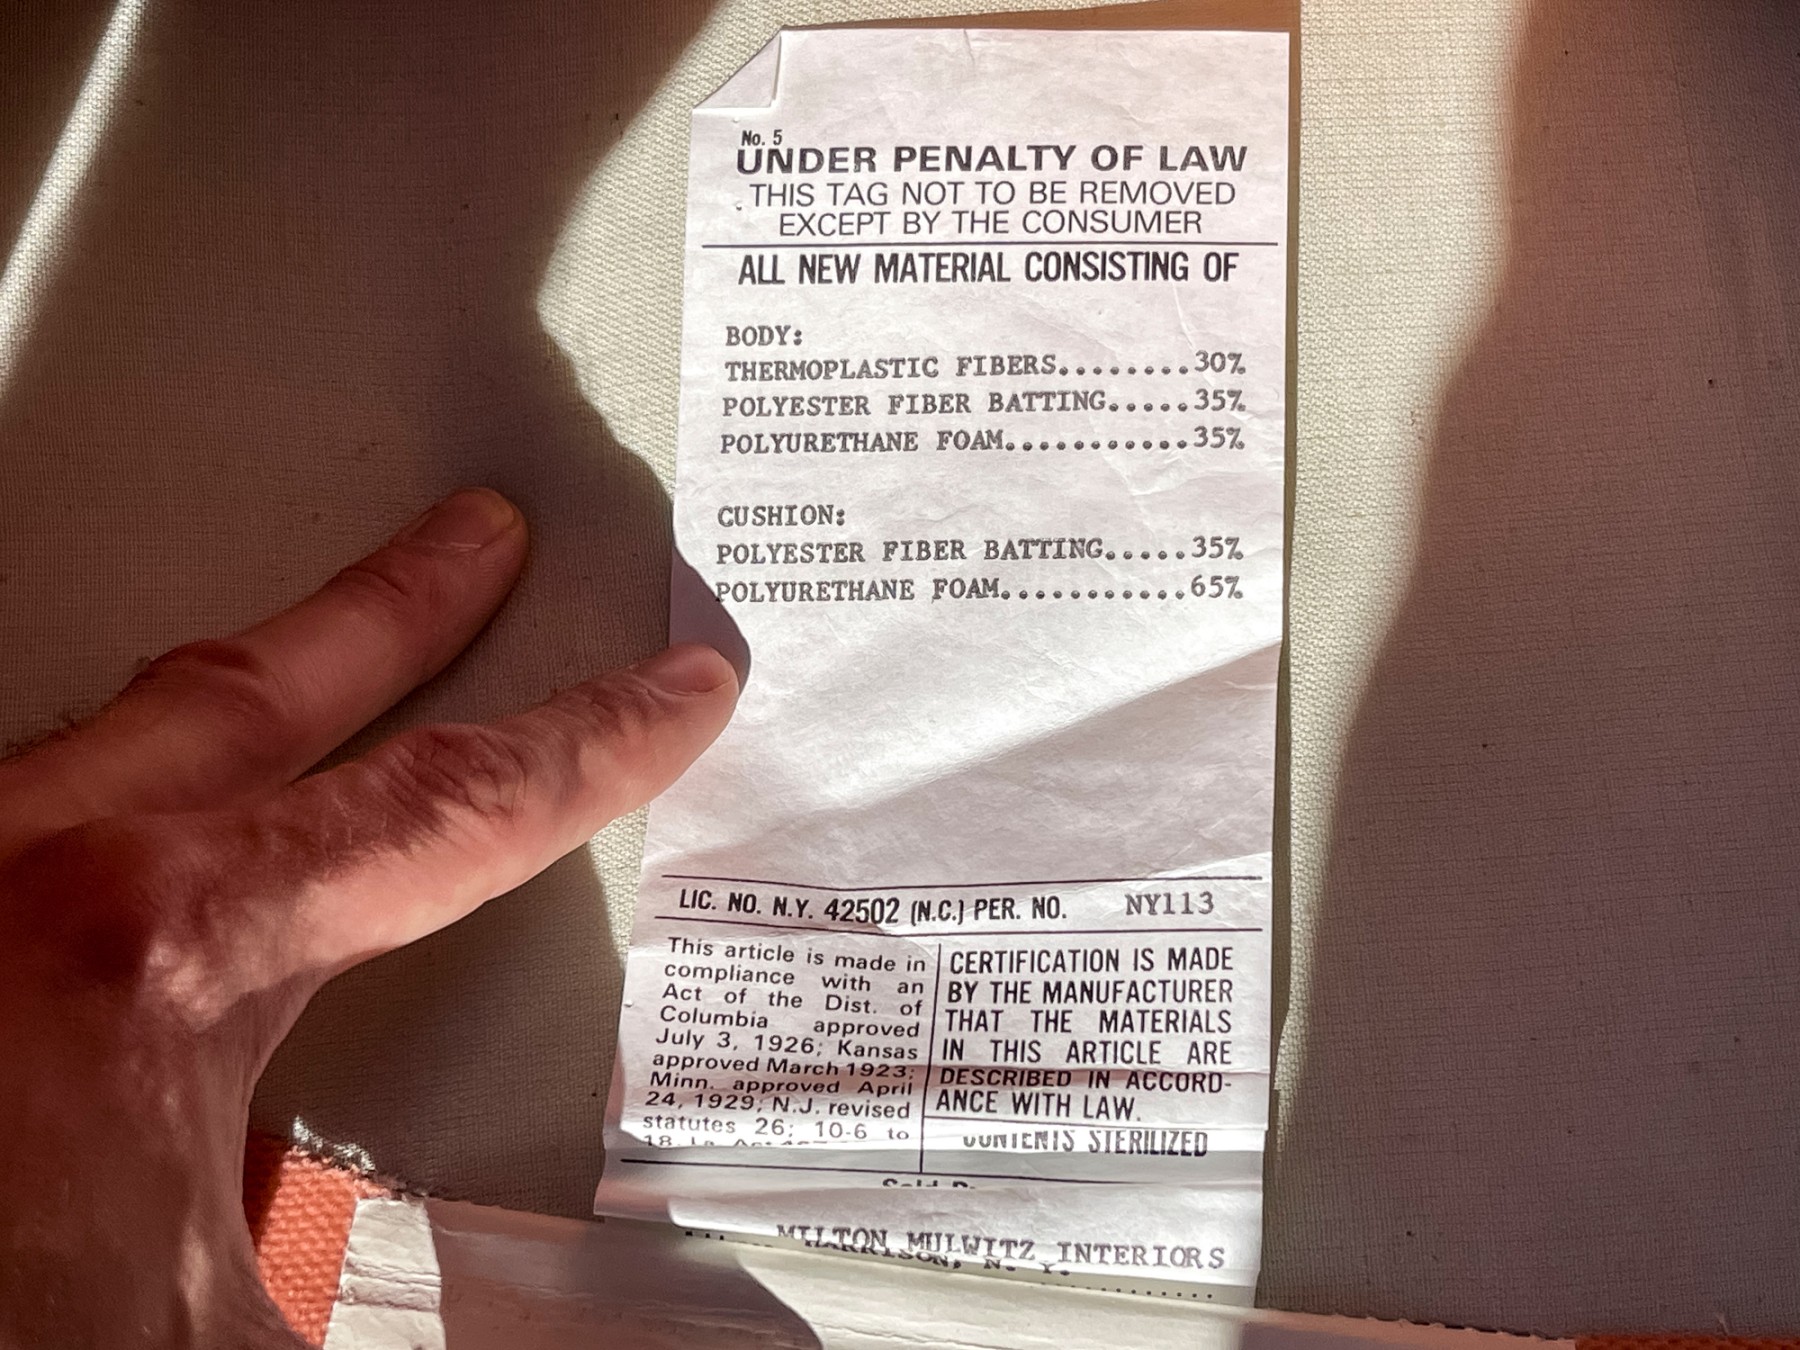 No. 5
UNDER PENALTY OF LAW
THIS TAG NOT TO BE REMOVED
EXCEPT BY THE CONSUMER
ALL NEW MATERIAL CONSISTING OF
BODY:
THERMOPLASTIC FIBERS........30%
POLYESTER FIBER BATTING.....35%
POLYURETHANE FOAM...........35%
CUSHION:
POLYESTER FIBER BATTING.....35%
POLYURETHANE FOAM...........65%
LIC. NO. N.Y. 42502 (N.C.) PER. NO. NY113
This article is made in
compliance with an
Act of the Dist. of
Columbia approved
July 3, 1926; Kansas
approved March 1923;
Minn. approved April
24, 1929; N.J. revised
statutes 26; 10-6 to
18.
CERTIFICATION IS MADE
BY THE MANUFACTURER
THAT THE MATERIALS
IN THIS ARTICLE ARE
DESCRIBED IN ACCORD-
ANCE WITH LAW.
CONTENTS STERILIZED
MILTON MULWITZ INTERIORS
HARRISON, N. Y.